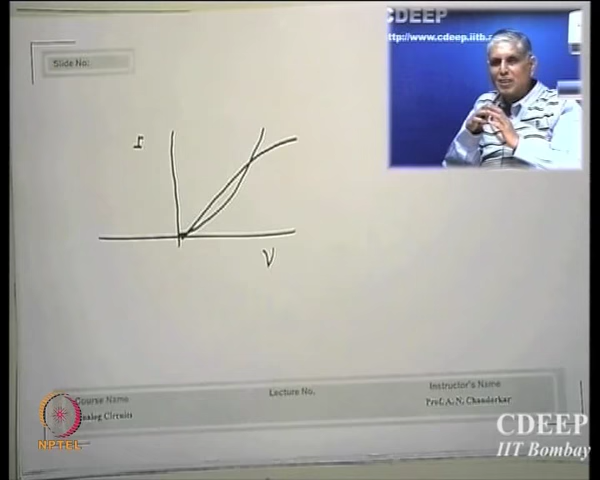 CDEEP
http://www.cdeep.iitb.
Slide No:
I
V
Course Name
Analog Circuits
Lecture No.
Instructor's Name
Prof. A. N. Chandorkar
NPTEL
CDEEP
IIT Bombay